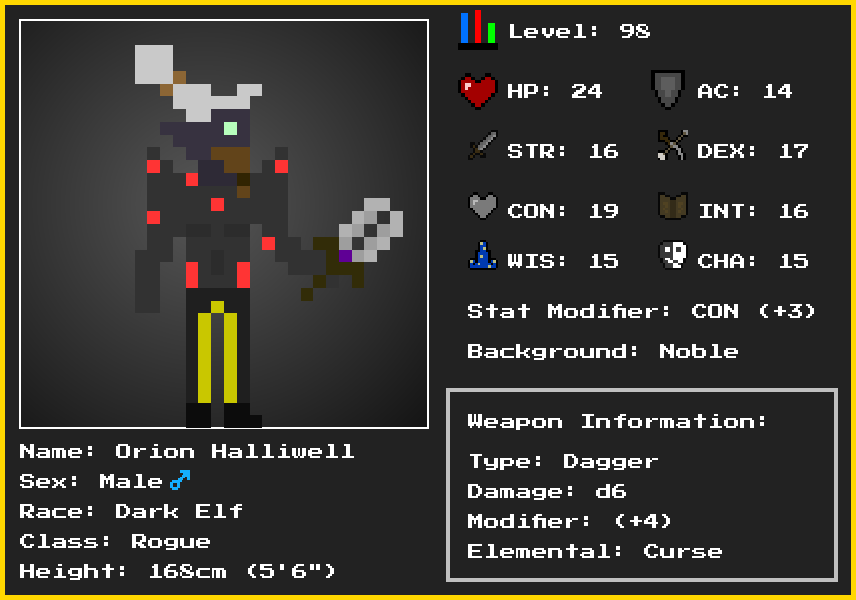 Level: 98
HP: 24
AC: 14
STR: 16
DEX: 17
CON: 19
INT: 16
WIS: 15
CHA: 15
Stat Modifier: CON (+3)
Background: Noble
Weapon Information:
Type: Dagger
Damage: d6
Modifier: (+4)
Elemental: Curse
Name: Orion Halliwell
Sex: Male♂
Race: Dark Elf
Class: Rogue
Height: 168cm (5'6")